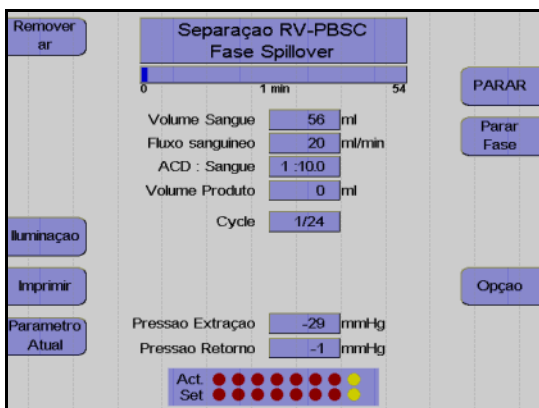 Remover
ar
Separaçao RV-PBSC
Fase Spillover
0 1 min 54
PARAR
Parar
Fase
Volume Sangue 56 ml
Fluxo sanguineo 20 ml/min
ACD : Sangue 1 :10.0
Volume Produto 0 ml
Cycle 1/24
Iluminaçao
Imprimir
Opçao
Parametro
Atual
Pressao Extraçao -29 mmHg
Pressao Retorno -1 mmHg
Act.
Set